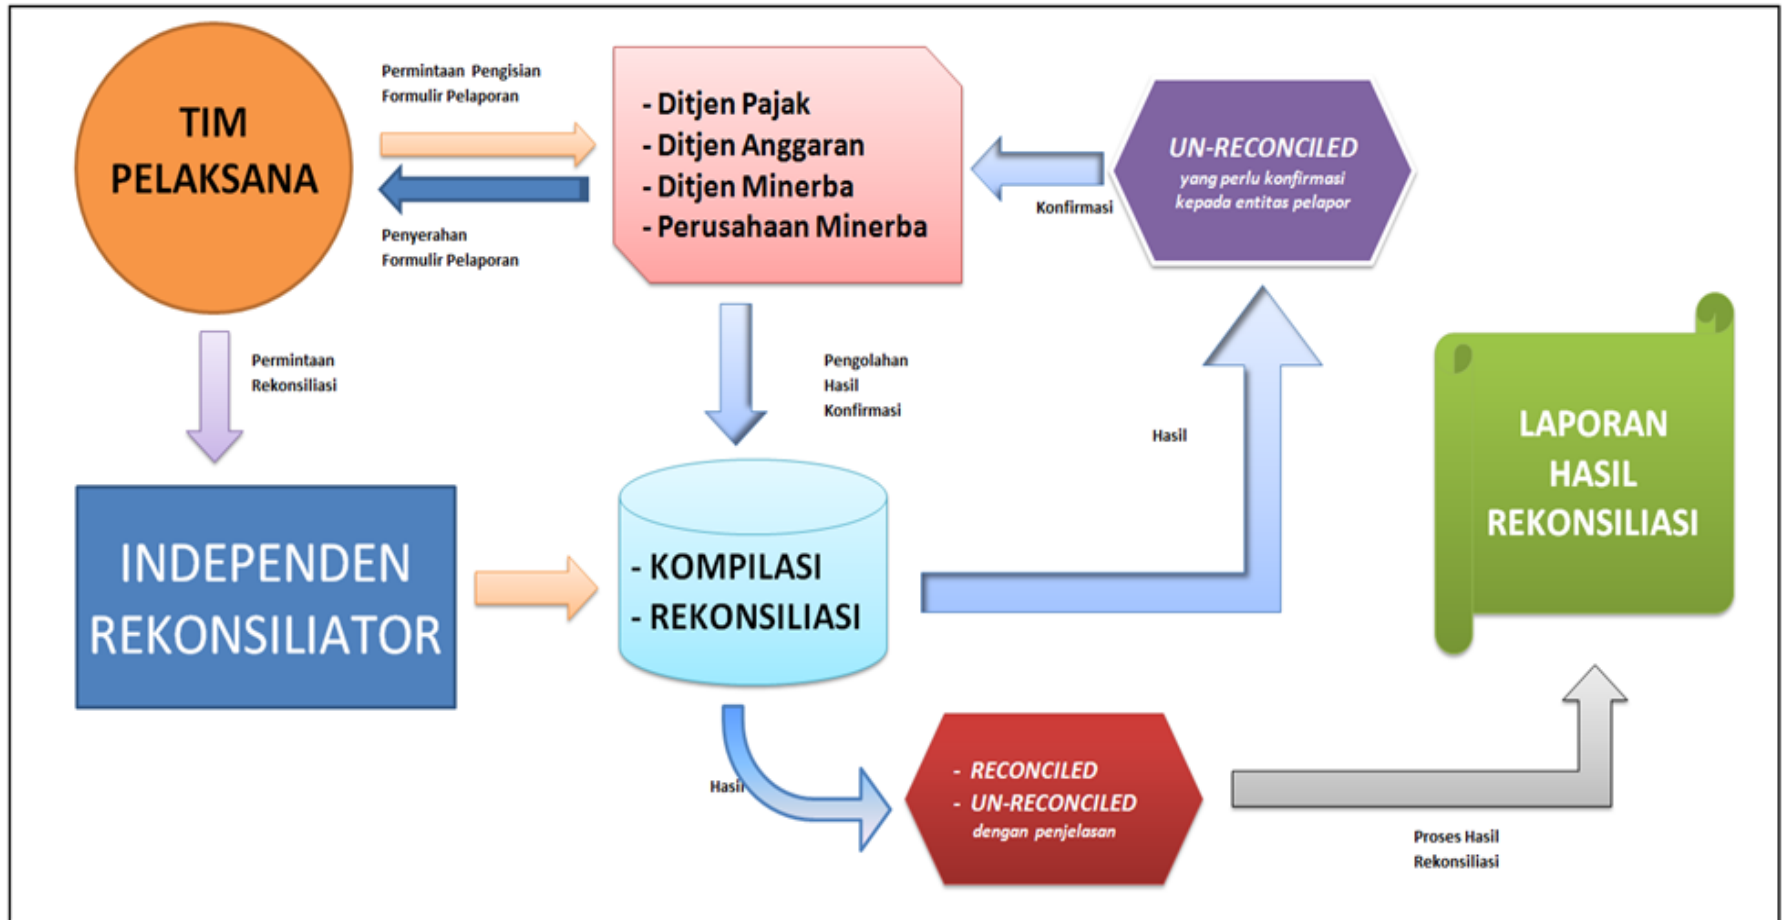 TIM
PELAKSANA
Permintaan Pengisian
Formulir Pelaporan
Penyerahan
Formulir Pelaporan
- Ditjen Pajak
- Ditjen Anggaran
- Ditjen Minerba
- Perusahaan Minerba
UN-RECONCILED
yang perlu konfirmasi
kepada entitas pelapor
Konfirmasi
Permintaan
Rekonsiliasi
Pengolahan
Hasil
Konfirmasi
Hasil
LAPORAN
HASIL
REKONSILIASI
INDEPENDEN
REKONSILIATOR
- KOMPILASI
- REKONSILIASI
Hasil
- RECONCILED
- UN-RECONCILED
dengan penjelasan
Proses Hasil
Rekonsiliasi